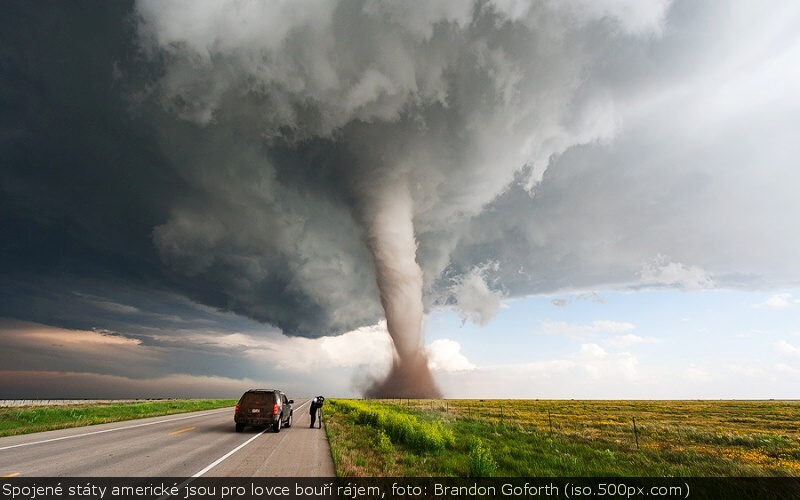 Spojené státy americké jsou pro lovce bouří rájem, foto: Brandon Goforth (iso.500px.com)